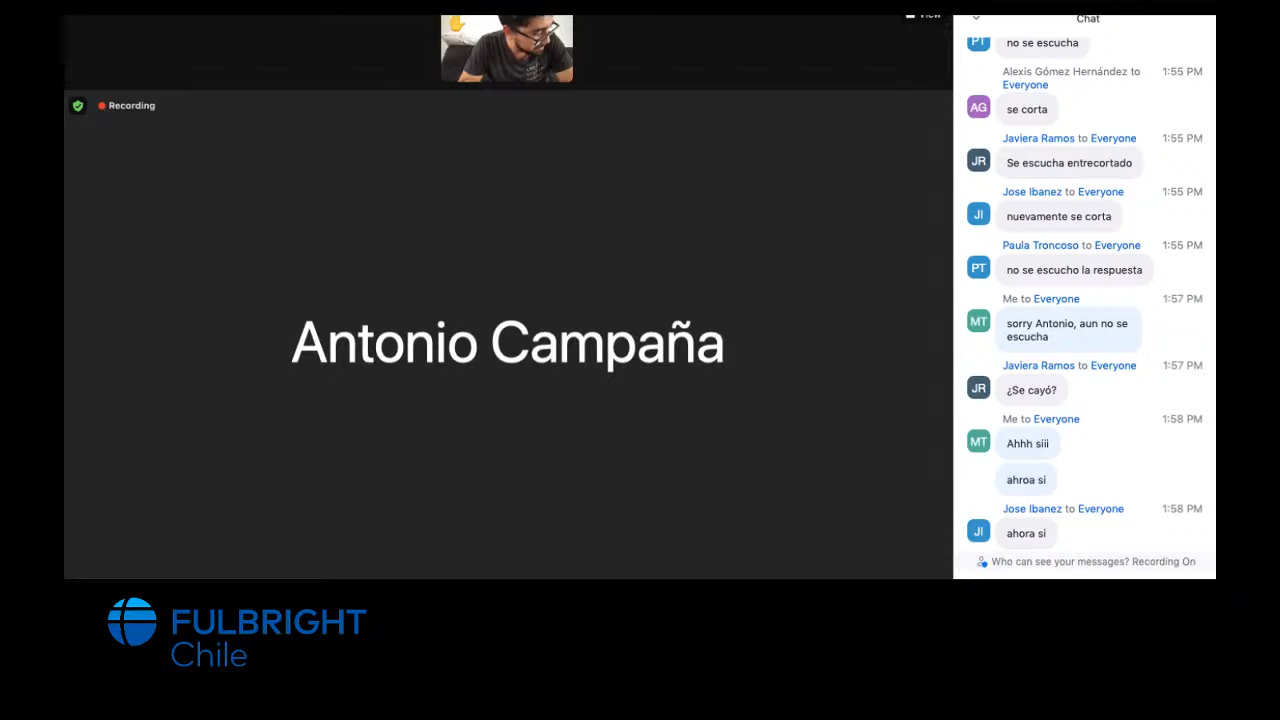 View
Recording
Antonio Campaña
Chat
PT
no se escucha
Alexis Gómez Hernández to
Everyone
1:55 PM
AG
se corta
Javiera Ramos to Everyone
1:55 PM
JR
Se escucha entrecortado
Jose Ibanez to Everyone
1:55 PM
JI
nuevamente se corta
Paula Troncoso to Everyone
1:55 PM
PT
no se escucho la respuesta
Me to Everyone
1:57 PM
MT
sorry Antonio, aun no se
escucha
Javiera Ramos to Everyone
1:57 PM
JR
¿Se cayó?
Me to Everyone
1:58 PM
MT
Ahhh siii
ahroa si
Jose Ibanez to Everyone
1:58 PM
JI
ahora si
Who can see your messages? Recording On
FULBRIGHT
Chile